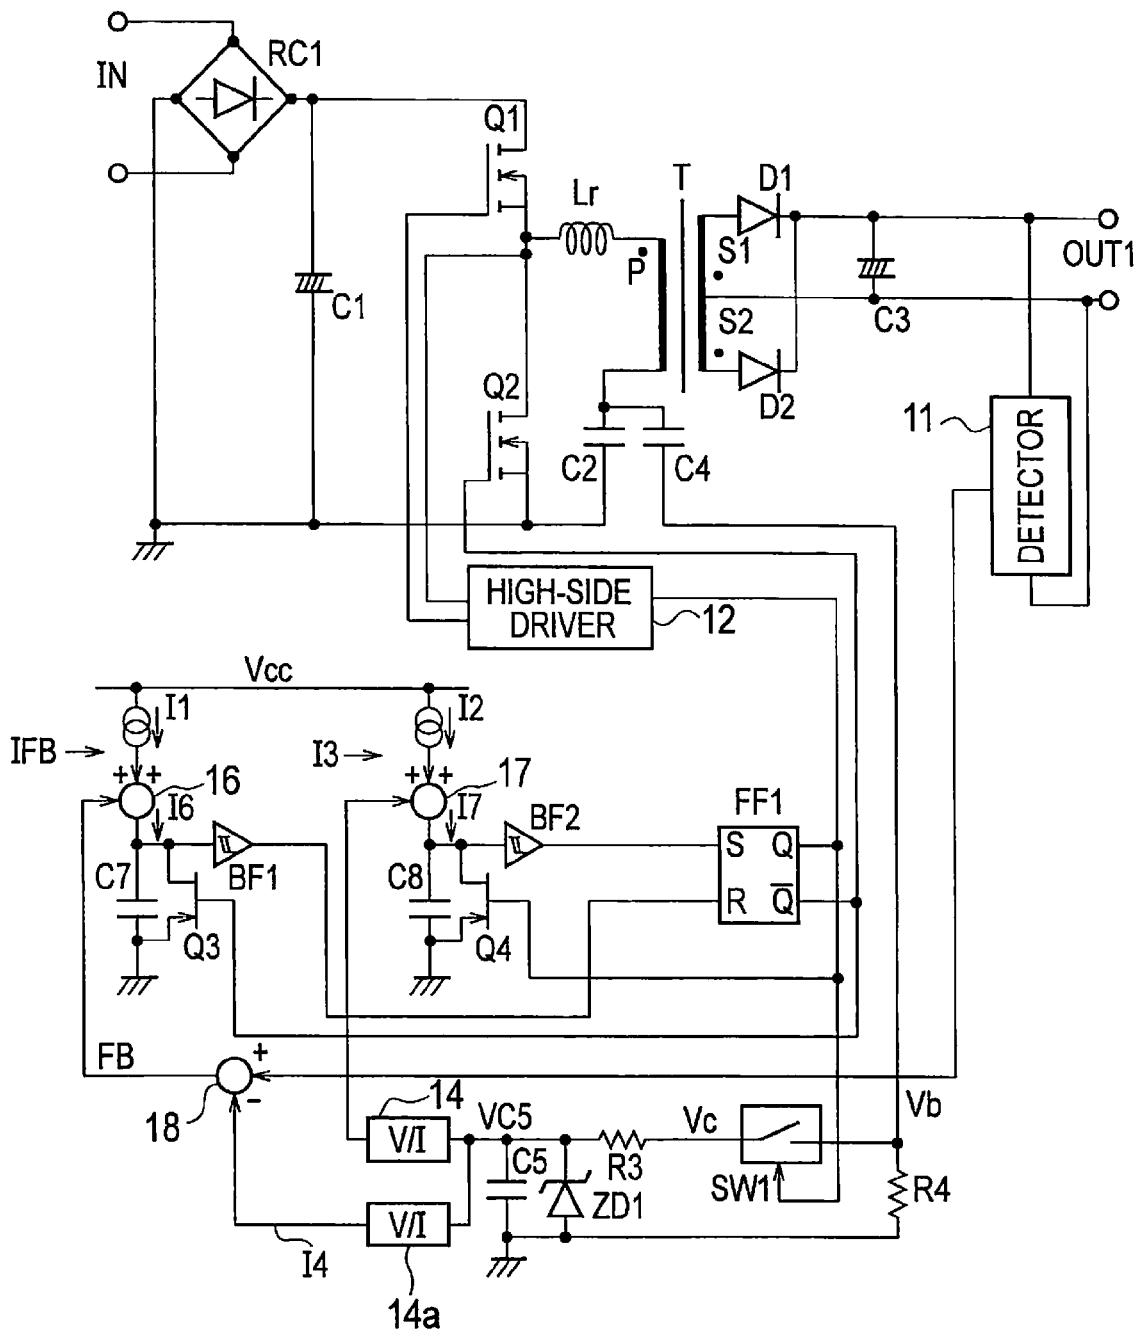 RC1
IN
Q1
Lr
T
D1
P
S1
OUT1
C1
S2
C3
Q2
D2
11
DETECTOR
C2
C4
HIGH-SIDE
DRIVER
12
Vcc
I1
I2
IFB
I3
+
+
16
+
+
17
I6
I7
BF2
FF1
S
Q
C7
BF1
C8
R
Q̅
Q3
Q4
FB
+
-
18
14
V/I
VC5
Vc
Vb
C5
R3
SW1
R4
ZD1
V/I
I4
14a